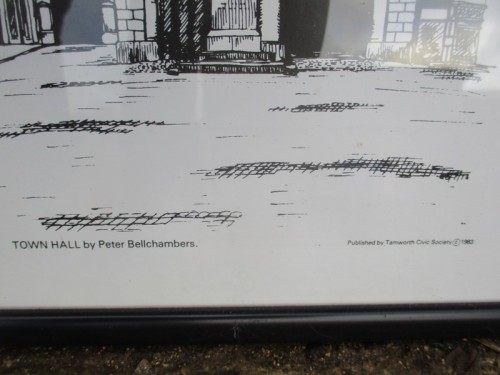 TOWN HALL by Peter Bellchambers.
Published by Tamworth Civic Society ©